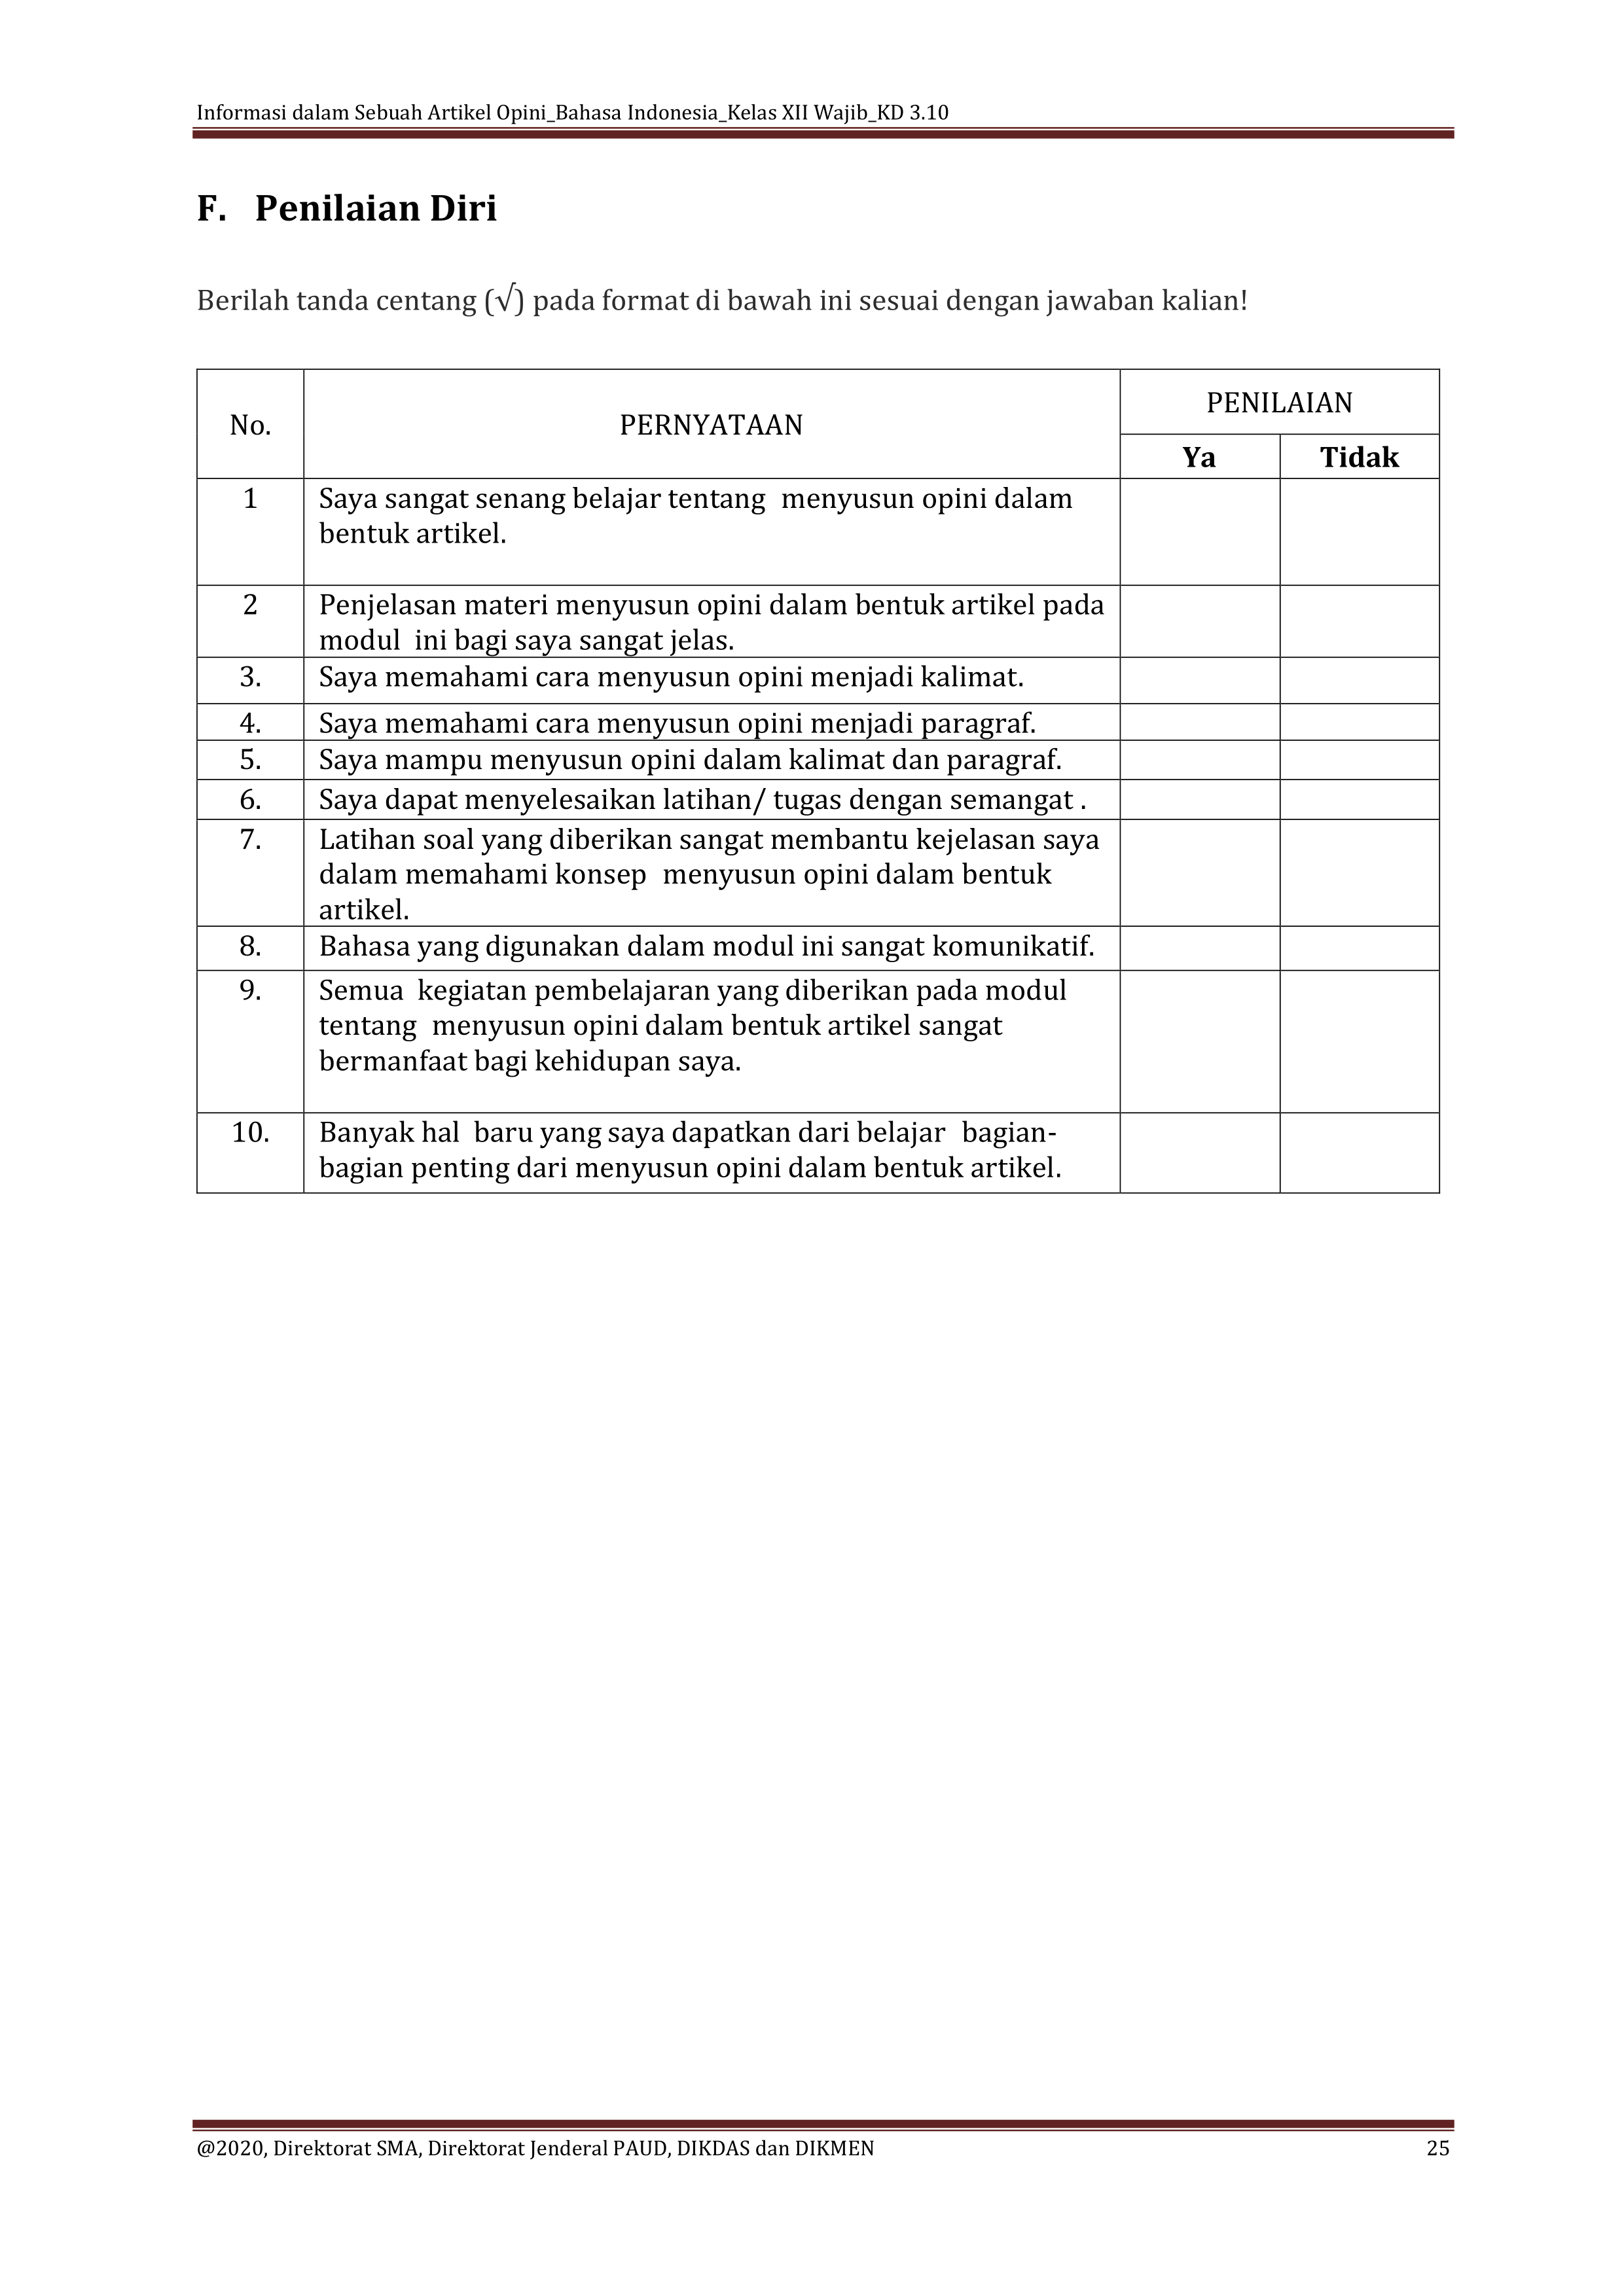 Informasi dalam Sebuah Artikel Opini_Bahasa Indonesia_Kelas XII Wajib_KD 3.10
F. Penilaian Diri
Berilah tanda centang (√) pada format di bawah ini sesuai dengan jawaban kalian!
No.
PERNYATAAN
PENILAIAN
Ya
Tidak
1
Saya sangat senang belajar tentang menyusun opini dalam
bentuk artikel.
2
Penjelasan materi menyusun opini dalam bentuk artikel pada
modul ini bagi saya sangat jelas.
3.
Saya memahami cara menyusun opini menjadi kalimat.
4.
Saya memahami cara menyusun opini menjadi paragraf.
5.
Saya mampu menyusun opini dalam kalimat dan paragraf.
6.
Saya dapat menyelesaikan latihan/ tugas dengan semangat .
7.
Latihan soal yang diberikan sangat membantu kejelasan saya
dalam memahami konsep menyusun opini dalam bentuk
artikel.
8.
Bahasa yang digunakan dalam modul ini sangat komunikatif.
9.
Semua kegiatan pembelajaran yang diberikan pada modul
tentang menyusun opini dalam bentuk artikel sangat
bermanfaat bagi kehidupan saya.
10.
Banyak hal baru yang saya dapatkan dari belajar bagian-
bagian penting dari menyusun opini dalam bentuk artikel.
@2020, Direktorat SMA, Direktorat Jenderal PAUD, DIKDAS dan DIKMEN
25